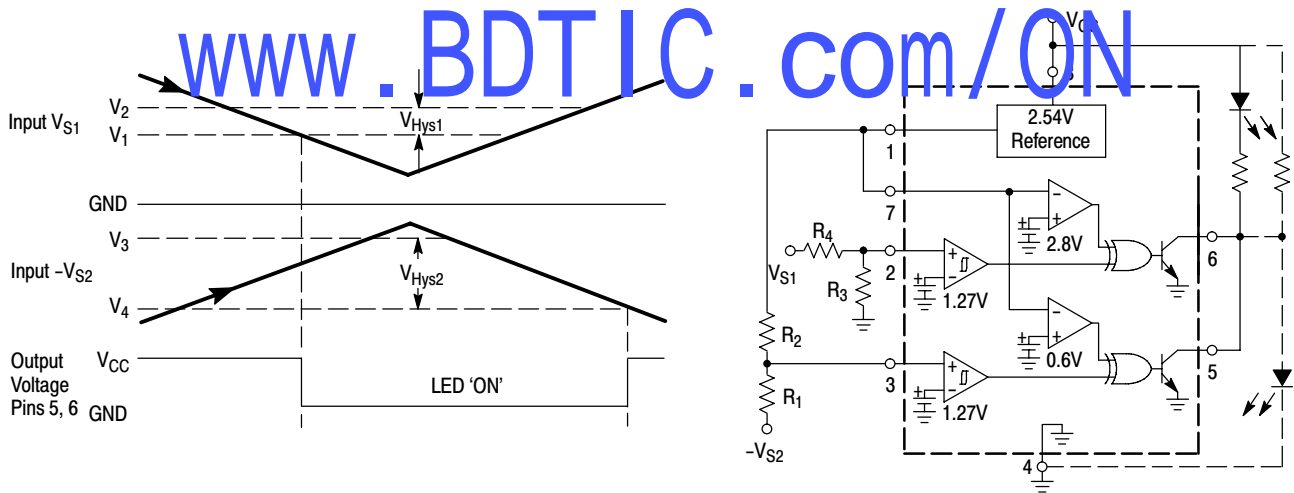 www.BDTIC.com/ON
Input VS1
V2
V1
VHys1
GND
V3
Input –VS2
V4
VHys2
Output
Voltage
Pins 5, 6
VCC
GND
LED ‘ON’
VCC
2.54V
Reference
1
7
–
+
2.8V
R4
VS1
2
R3
+
+
1.27V
6
R2
–
+
0.6V
3
+
+
1.27V
5
R1
–VS2
4